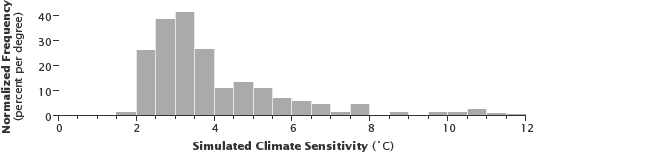 Normalized Frequency
(percent per degree)
40
30
20
10
0
0 2 4 6 8 10 12
Simulated Climate Sensitivity (˚C)